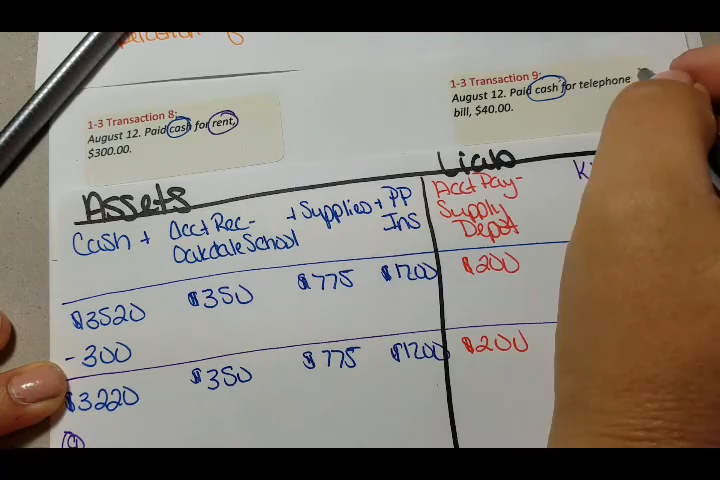 1-3 Transaction 8:
August 12. Paid cash for rent,
$300.00.
1-3 Transaction 9:
August 12. Paid cash for telephone
bill, $40.00.
Assets
Liab
Cash + Acct Rec- Oakdale School + Supplies + PP Ins
Acct Pay-
Supply
Depot
$3520 $350 $775 $1200 $200
-300
$3220 $350 $775 $1200 $200